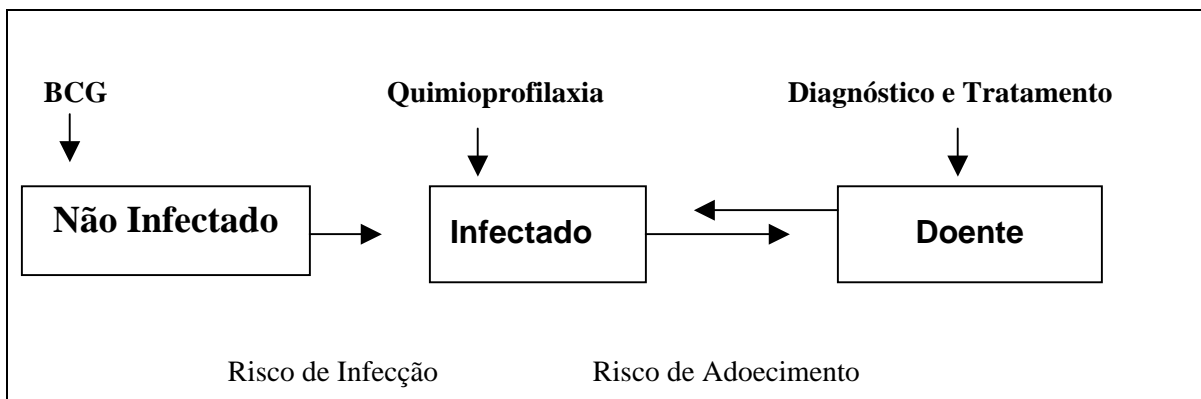 BCG Quimioprofilaxia Diagnóstico e Tratamento
Não Infectado Infectado Doente
Risco de Infecção Risco de Adoecimento